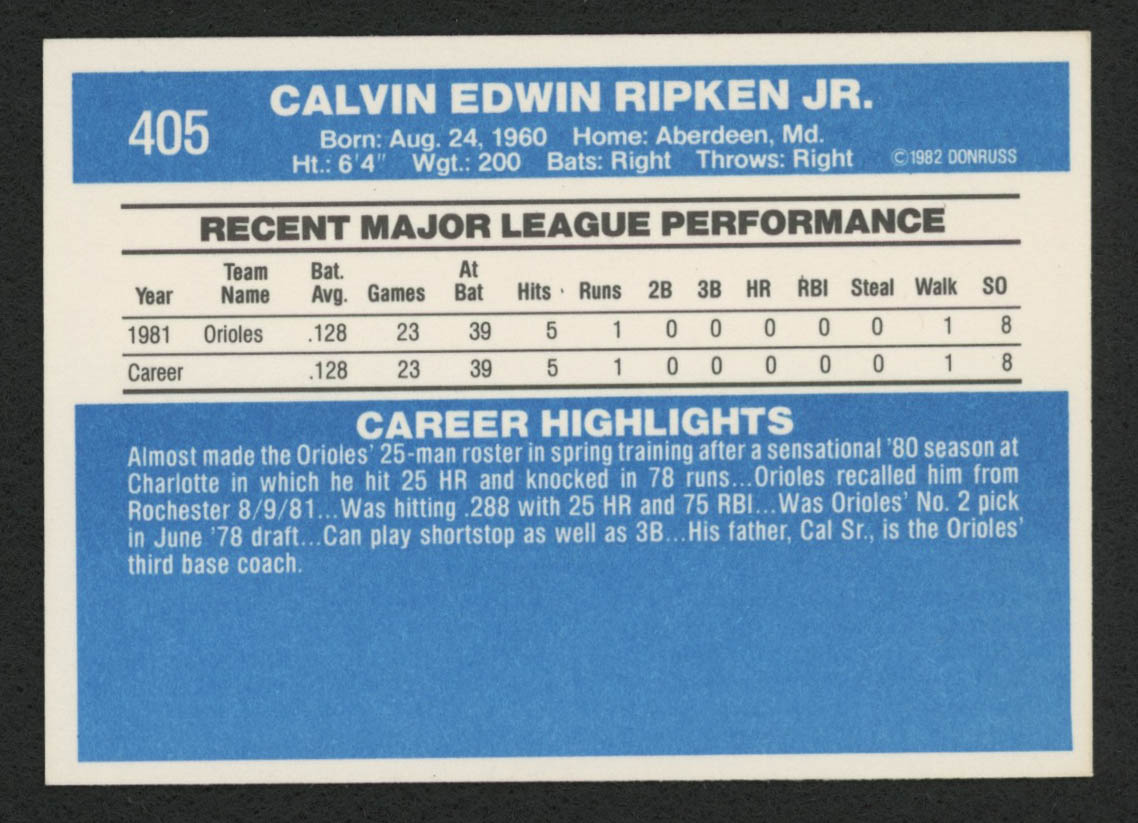 405
CALVIN EDWIN RIPKEN JR.
Born: Aug. 24, 1960 Home: Aberdeen, Md.
Ht.: 6'4" Wgt.: 200 Bats: Right Throws: Right ©1982 DONRUSS
RECENT MAJOR LEAGUE PERFORMANCE
Year Team Name Bat. Avg. Games At Bat Hits Runs 2B 3B HR RBI Steal Walk SO
1981 Orioles .128 23 39 5 1 0 0 0 0 0 1 8
Career .128 23 39 5 1 0 0 0 0 0 1 8
CAREER HIGHLIGHTS
Almost made the Orioles' 25-man roster in spring training after a sensational '80 season at
Charlotte in which he hit 25 HR and knocked in 78 runs...Orioles recalled him from
Rochester 8/9/81...Was hitting .288 with 25 HR and 75 RBI...Was Orioles' No. 2 pick
in June '78 draft...Can play shortstop as well as 3B...His father, Cal Sr., is the Orioles'
third base coach.